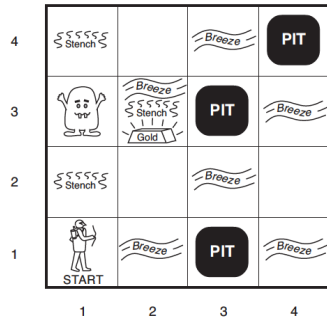 4 Stench Breeze PIT
Breeze
3 Stench PIT Breeze
Gold
2 Stench Breeze
1 Breeze PIT Breeze
START
1 2 3 4